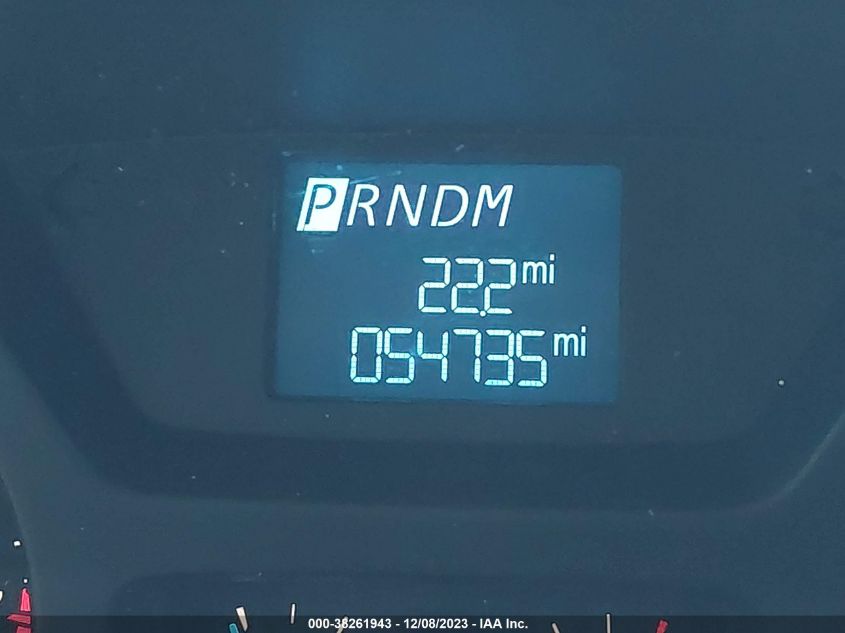 PRNDM
22.2 mi
054735 mi
000-38261943 - 12/08/2023 - IAA Inc.